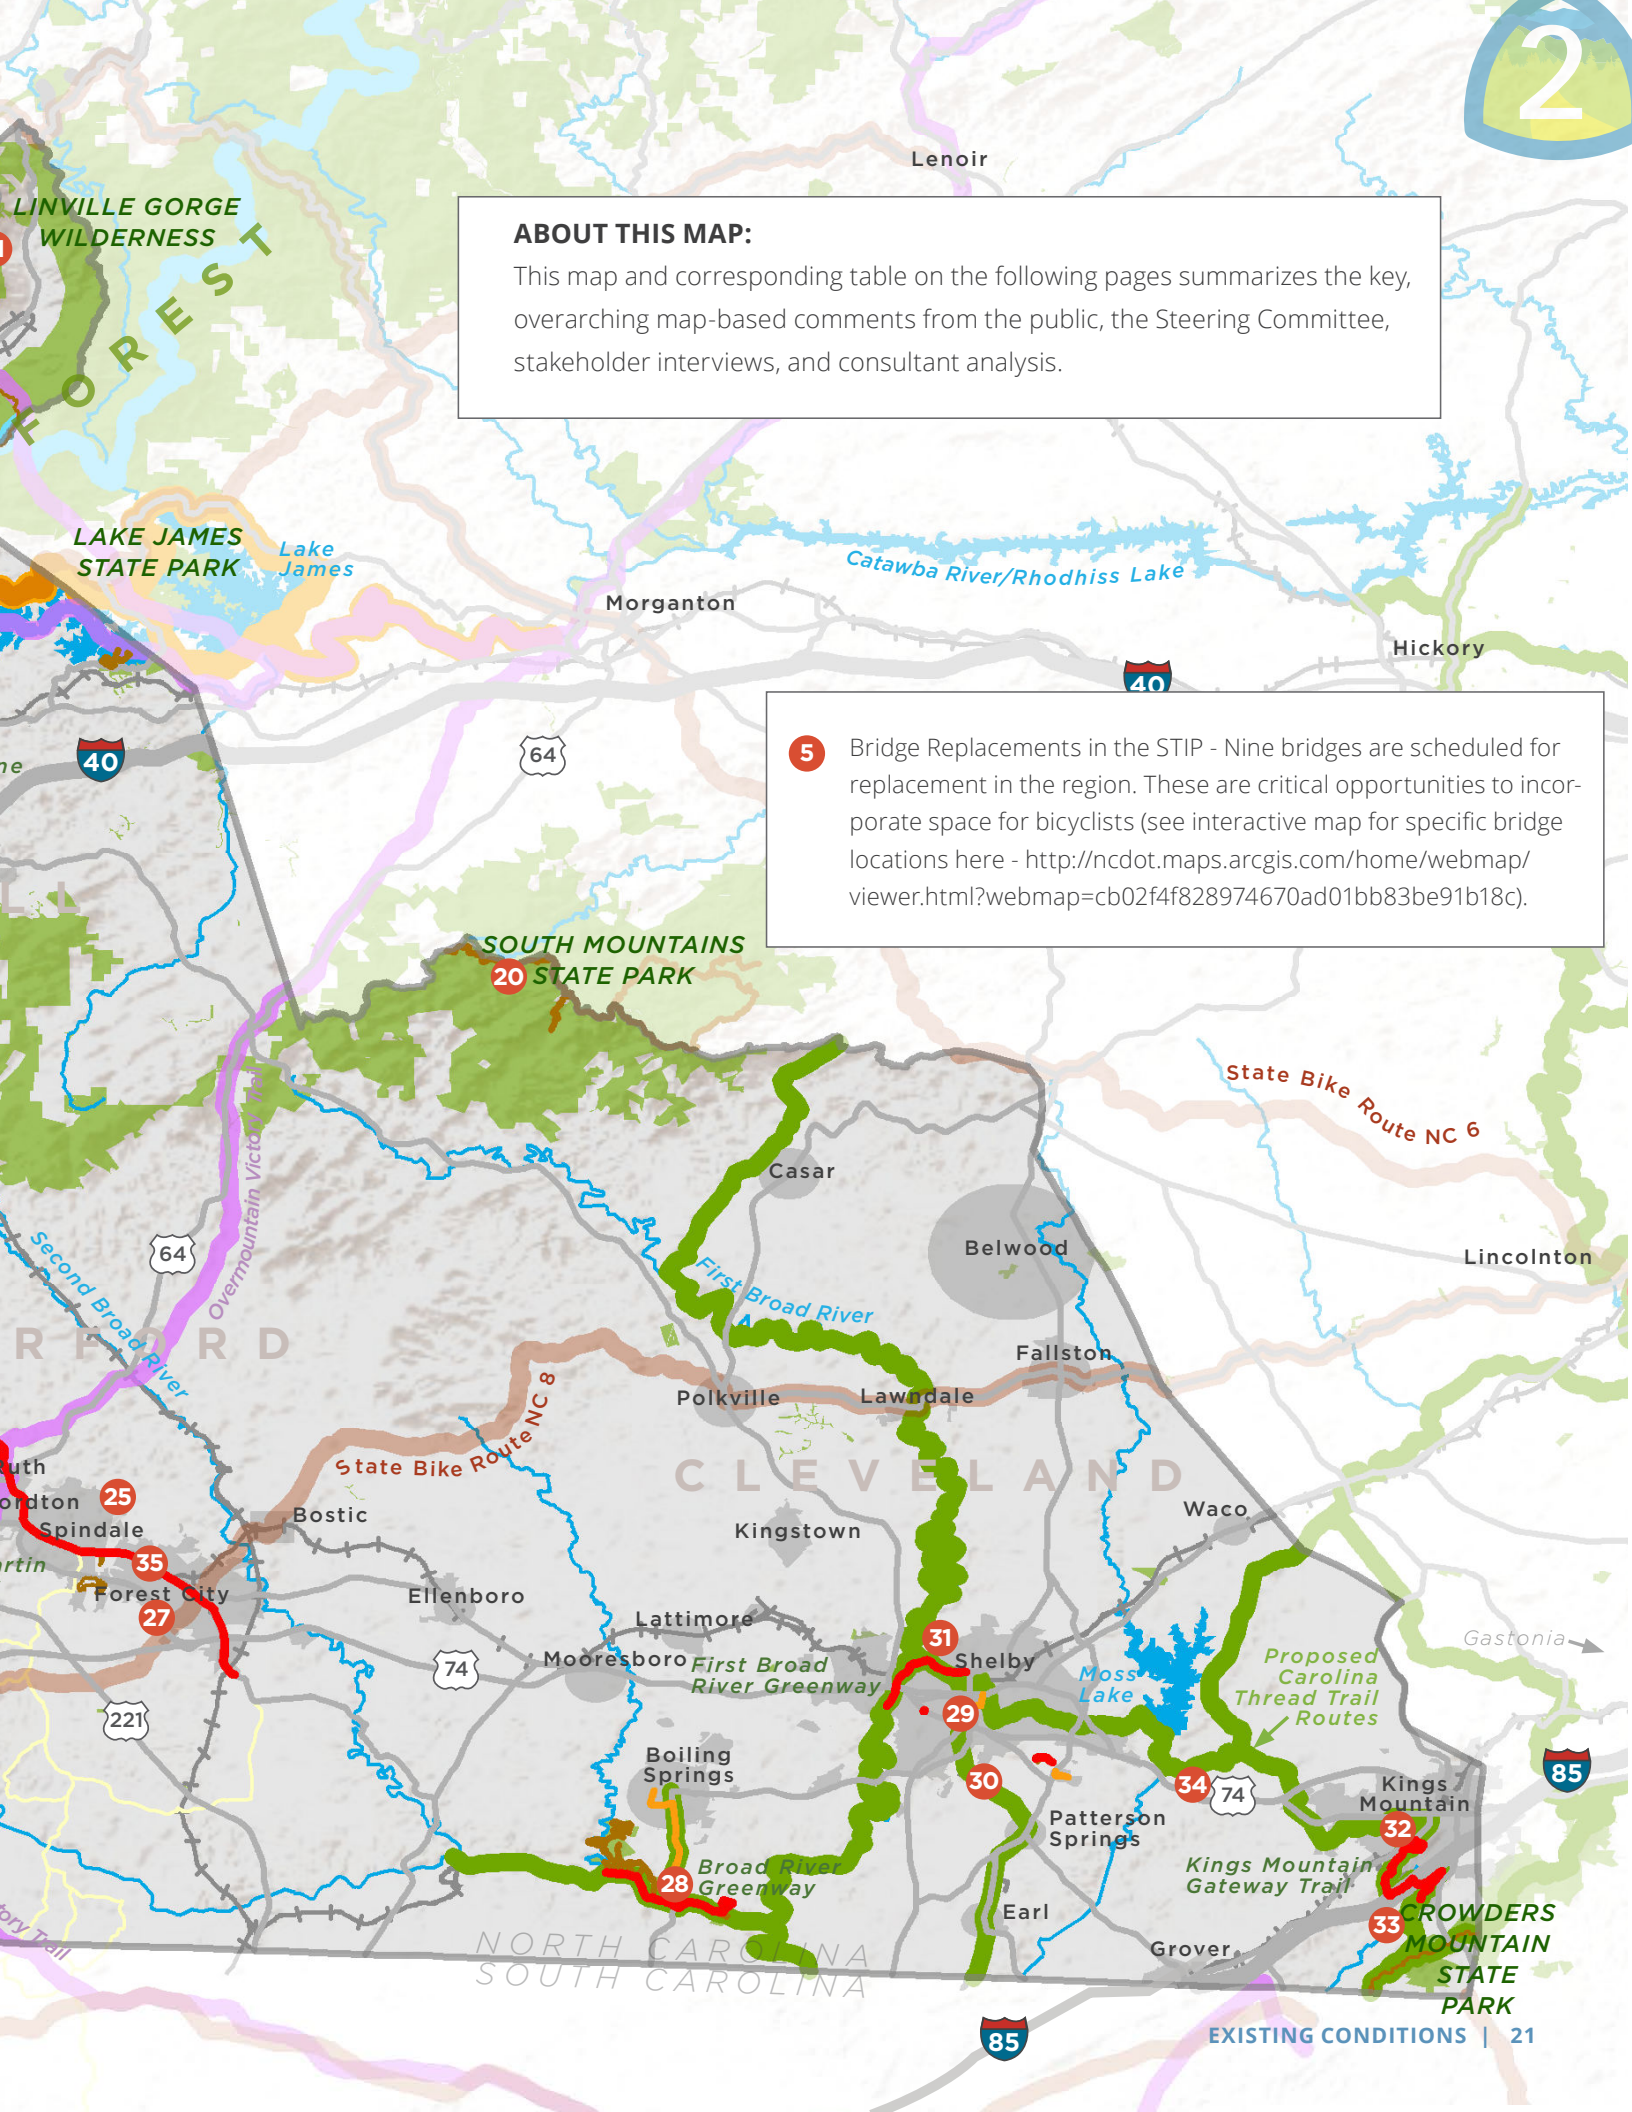 2
Lenoir
LINVILLE GORGE
WILDERNESS
ABOUT THIS MAP:
This map and corresponding table on the following pages summarizes the key,
overarching map-based comments from the public, the Steering Committee,
stakeholder interviews, and consultant analysis.
FOREST
LAKE JAMES
STATE PARK
Lake
James
Catawba River/Rhodhiss Lake
Morganton
Hickory
40
40
64
5 Bridge Replacements in the STIP - Nine bridges are scheduled for
replacement in the region. These are critical opportunities to incor-
porate space for bicyclists (see interactive map for specific bridge
locations here - http://ncdot.maps.arcgis.com/home/webmap/
viewer.html?webmap=cb02f4f828974670ad01bb83be91b18c).
ne
LL
SOUTH MOUNTAINS
20 STATE PARK
State Bike Route NC 6
Casar
Belwood
Lincolnton
Overmountain Victory Trail
64
Second Broad River
First Broad River
RFORD
Fallston
Polkville
Lawndale
State Bike Route NC 8
CLEVELAND
uth
ordton
25
Spindale
Bostic
Waco
Kingstown
rtin
35
Forest City
27
Ellenboro
Lattimore
31
Mooresboro
First Broad
River Greenway
Shelby
Moss
Lake
Gastonia
Proposed
Carolina
Thread Trail
Routes
74
221
29
Boiling
Springs
30
34
74
85
Kings
Mountain
Patterson
Springs
32
Broad River
Greenway
28
Kings Mountain
Gateway Trail
Earl
33
CROWDERS
MOUNTAIN
STATE
PARK
Grover
tory Trail
NORTH CAROLINA
SOUTH CAROLINA
85
EXISTING CONDITIONS | 21